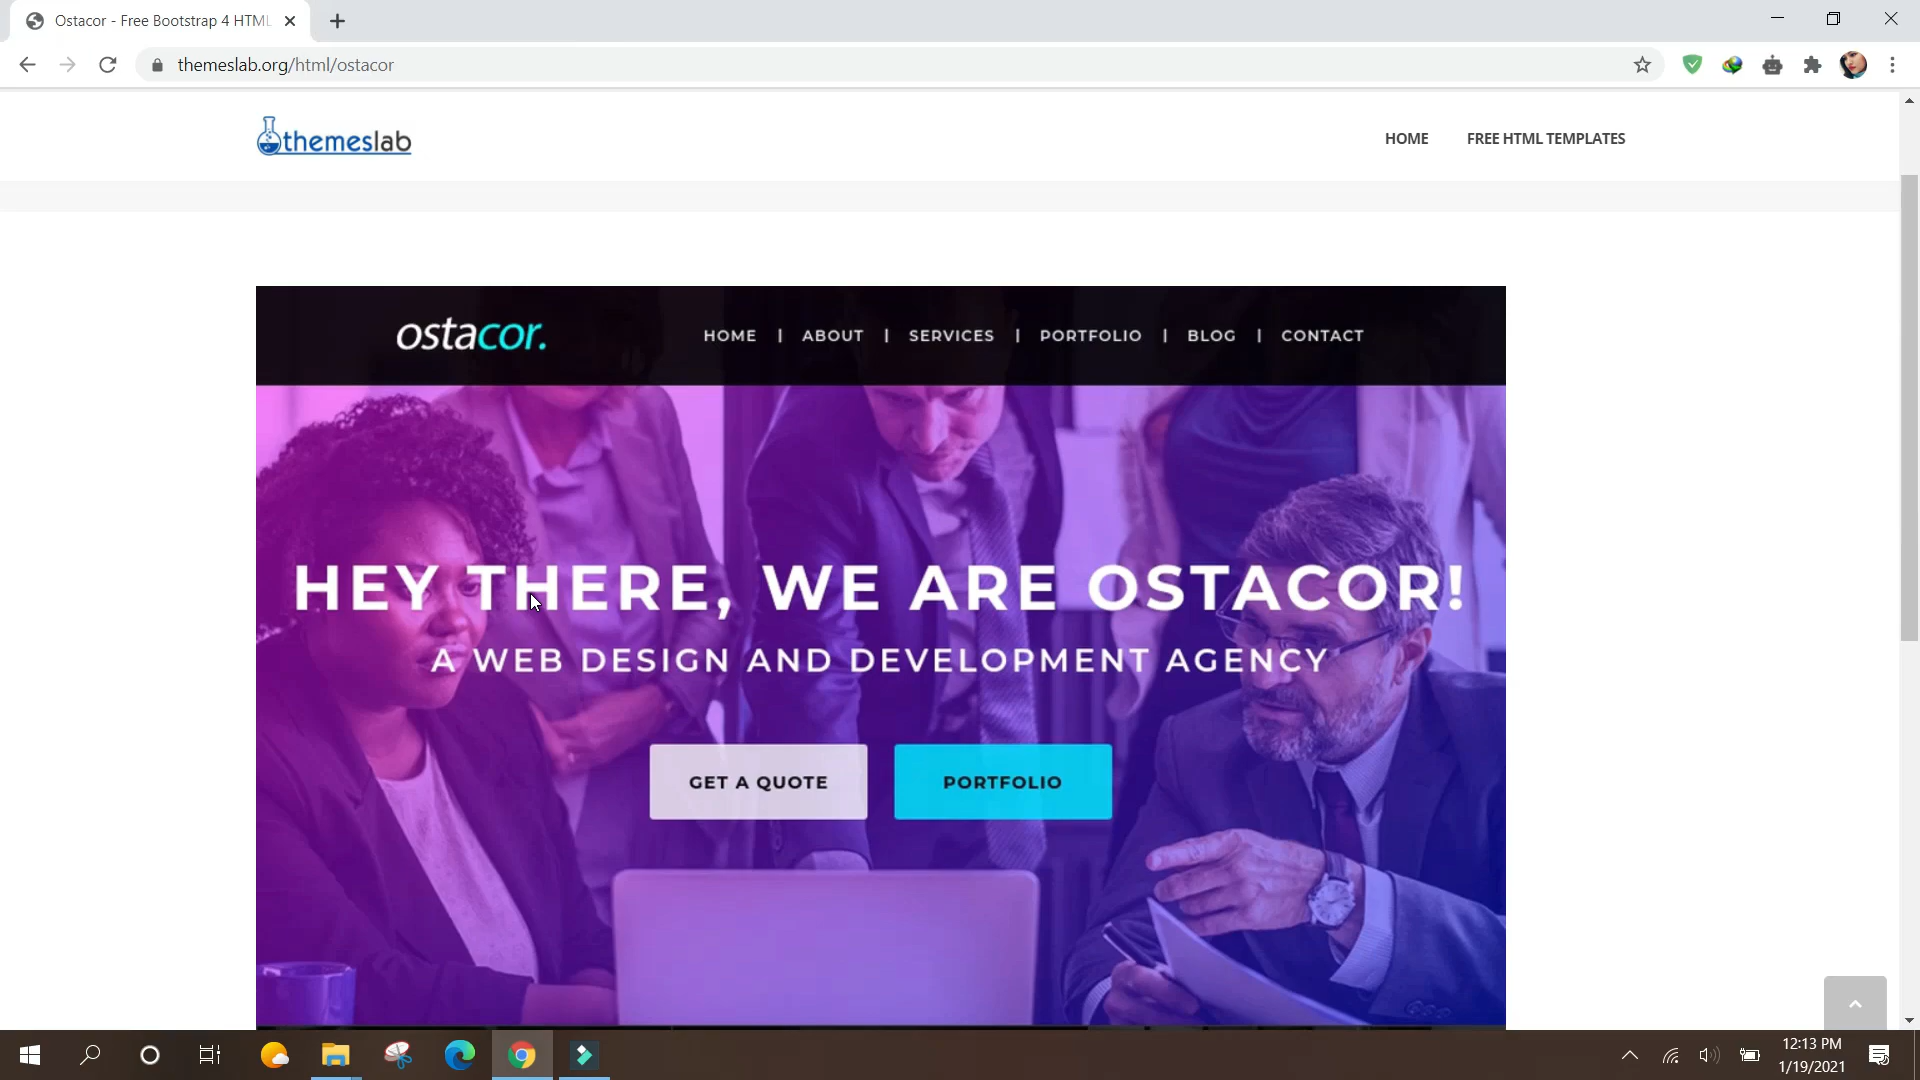 Ostacor - Free Bootstrap 4 HTML
themeslab.org/html/ostacor
themeslab
HOME FREE HTML TEMPLATES
ostacor.
HOME | ABOUT | SERVICES | PORTFOLIO | BLOG | CONTACT
HEY THERE, WE ARE OSTACOR!
A WEB DESIGN AND DEVELOPMENT AGENCY
GET A QUOTE PORTFOLIO
12:13 PM
1/19/2021